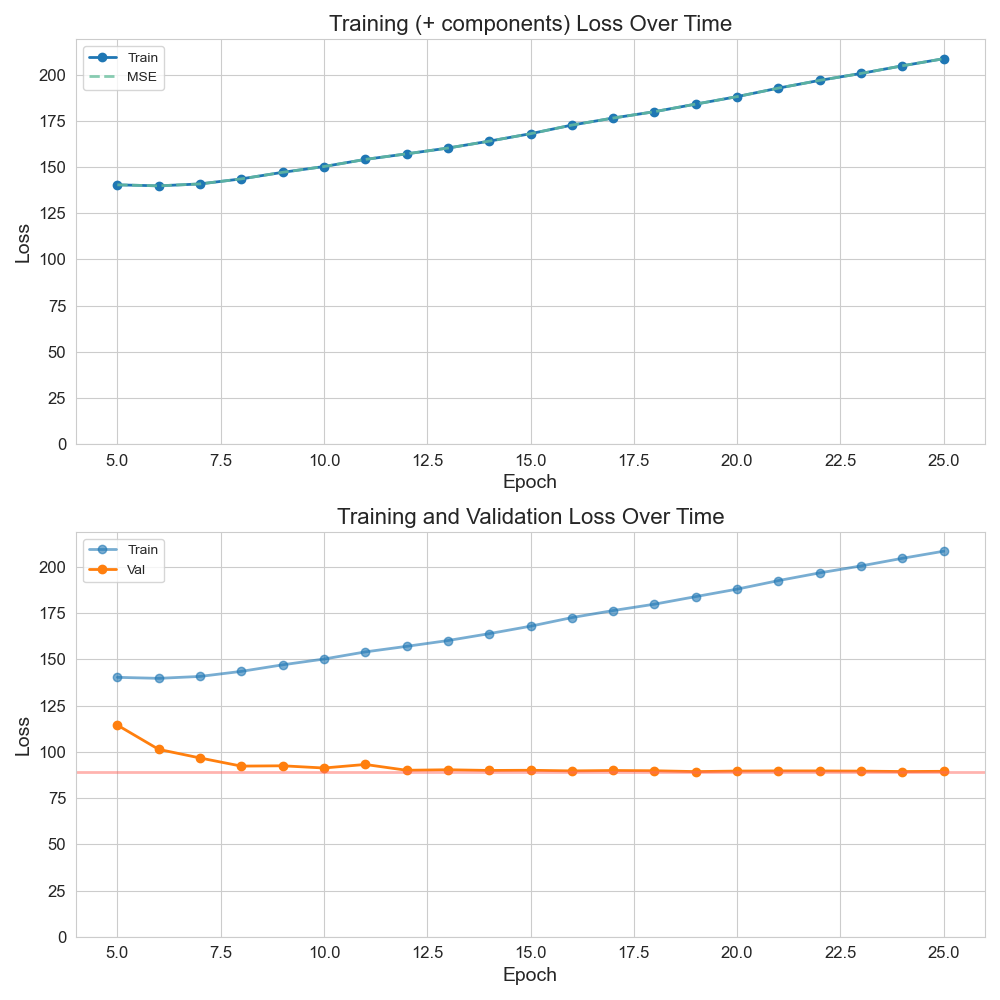 Training (+ components) Loss Over Time
Train
MSE
200
175
150
125
100
75
50
25
0
Loss
5.0 7.5 10.0 12.5 15.0 17.5 20.0 22.5 25.0
Epoch
Training and Validation Loss Over Time
Train
Val
200
175
150
125
100
75
50
25
0
Loss
5.0 7.5 10.0 12.5 15.0 17.5 20.0 22.5 25.0
Epoch